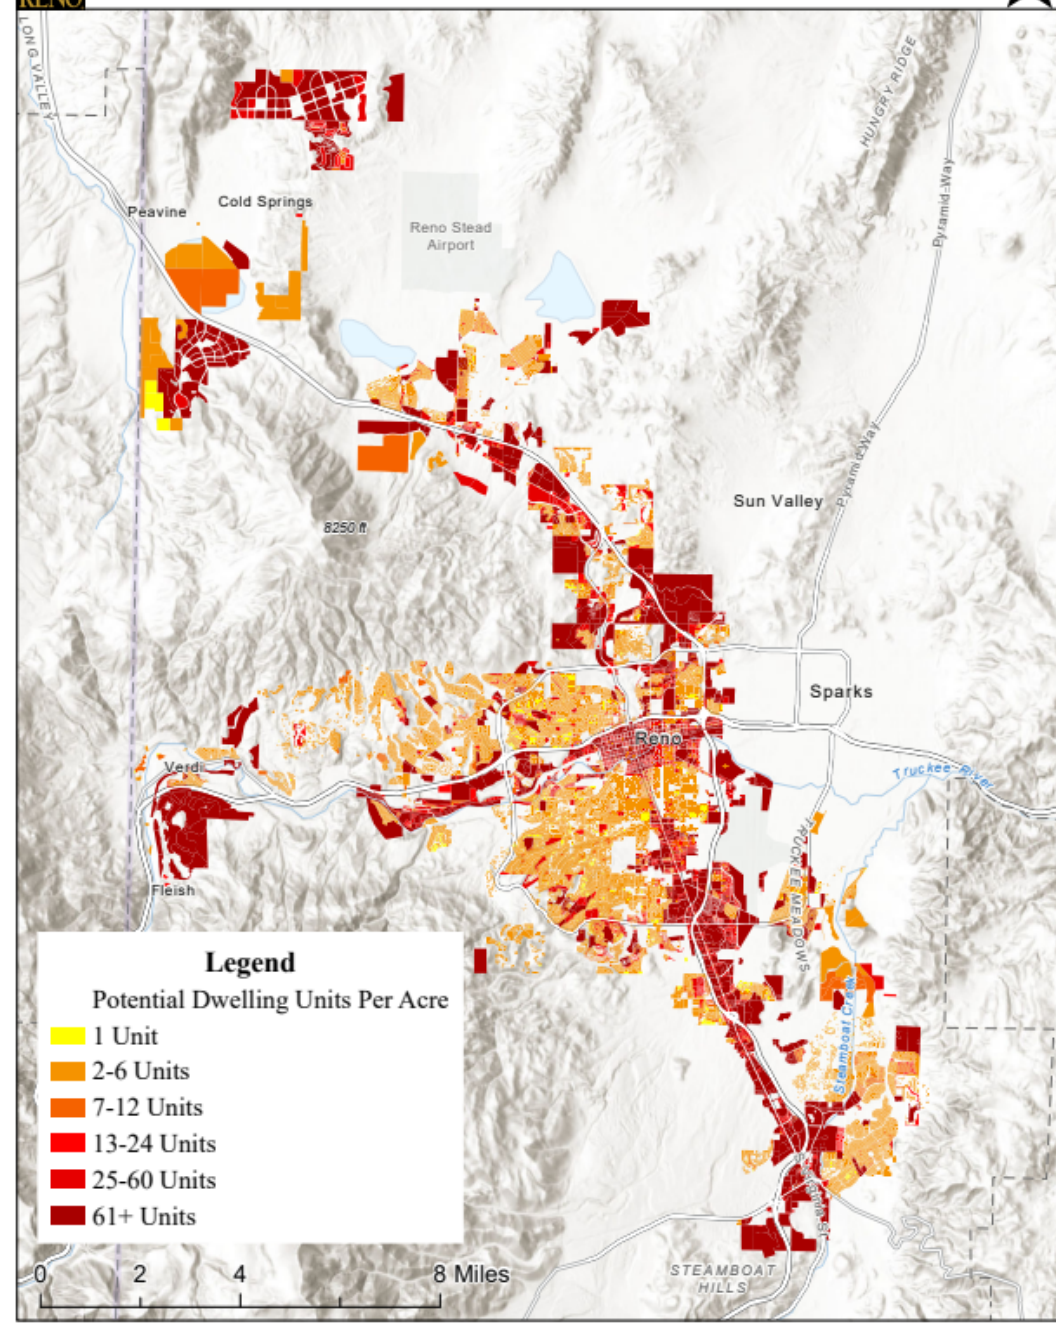 RENO
LONG VALLEY
HUNGRY RIDGE
Pyramid-Way
Peavine
Cold Springs
Reno Stead
Airport
Pyramid-Way
Sun Valley
8250 ft
Sparks
Reno
Verdi
Truckee River
TRUCKEE MEADOWS
Fleish
Steamboat Creek
Legend
Potential Dwelling Units Per Acre
1 Unit
2-6 Units
7-12 Units
13-24 Units
25-60 Units
61+ Units
0 2 4 8 Miles
STEAMBOAT
HILLS